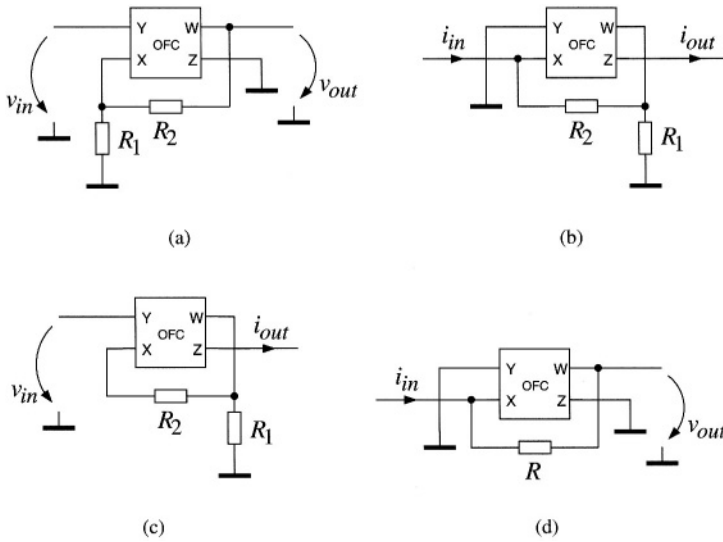 Y W
OFC
X Z
v_in
v_out
R_2
R_1
(a)
Y W
OFC
i_in
i_out
X Z
R_2
R_1
(b)
Y W
OFC
i_out
X Z
v_in
R_2
R_1
(c)
Y W
i_in
OFC
X Z
v_out
R
(d)